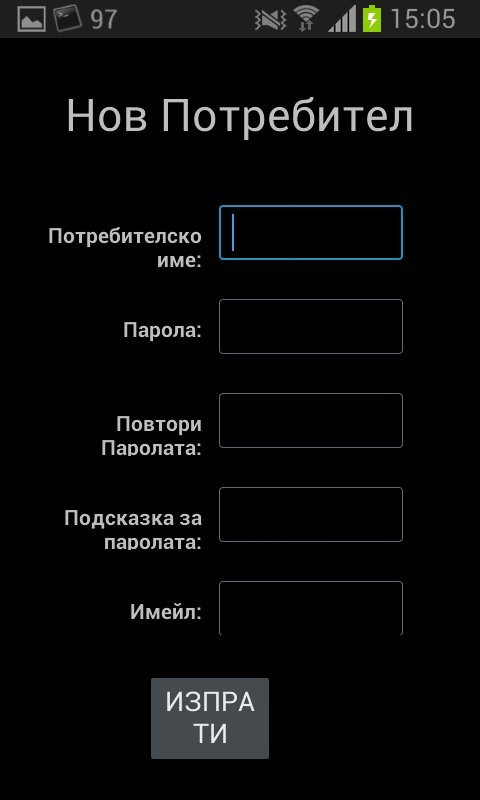 97 15:05
Нов Потребител
Потребителско
име:
Парола:
Повтори
Паролата:
Подсказка за
паролата:
Имейл:
ИЗПРА
ТИ